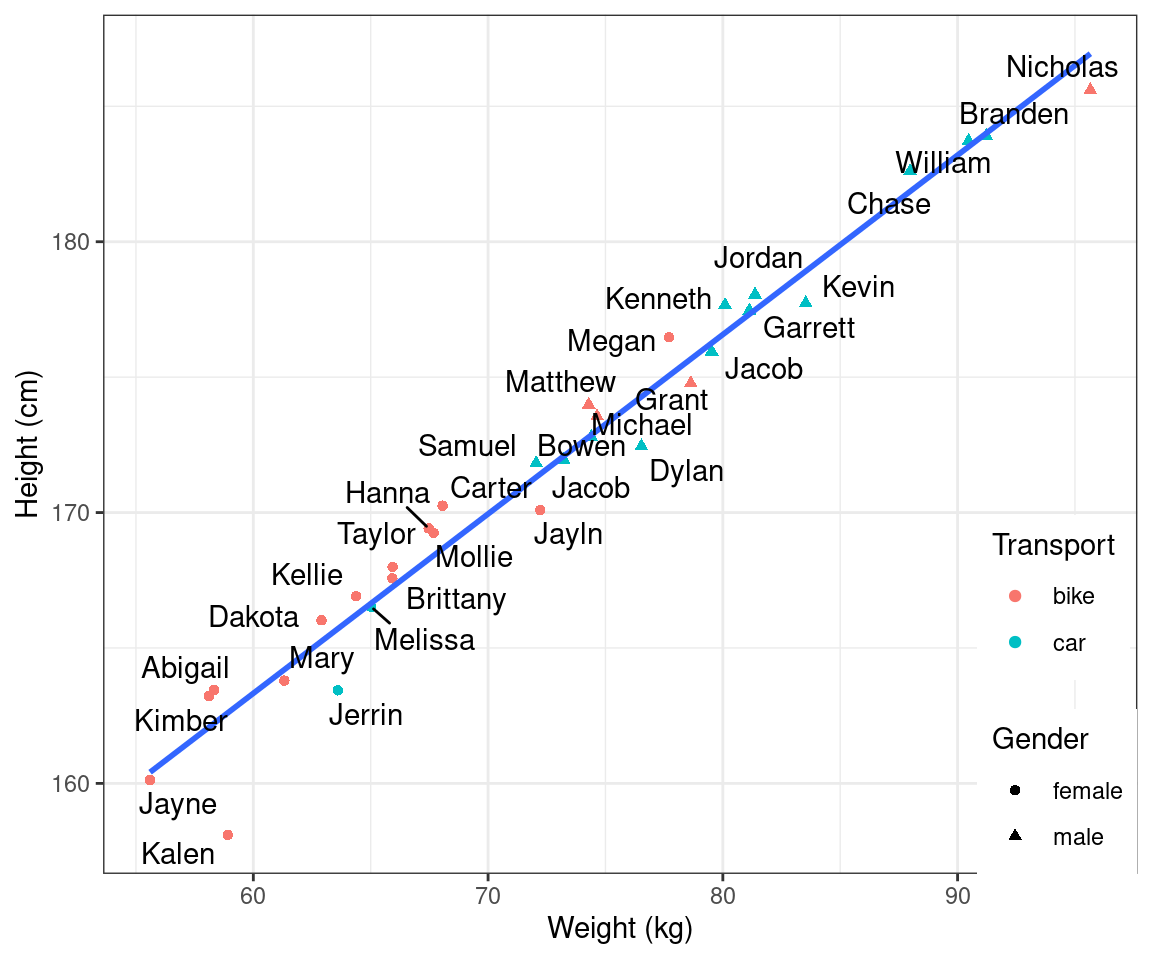 Nicholas
Branden
William
Chase
180
Jordan
Kevin
Kenneth
Garrett
Megan
Jacob
Matthew
Grant
Michael
Samuel
Bowen
Dylan
Hanna
Carter
Jacob
170
Taylor
Jayln
Mollie
Kellie
Brittany
Dakota
Melissa
Mary
Abigail
Jerrin
Kimber
160
Jayne
Kalen
Height (cm)
Transport
bike
car
Gender
female
male
60
70
80
90
Weight (kg)